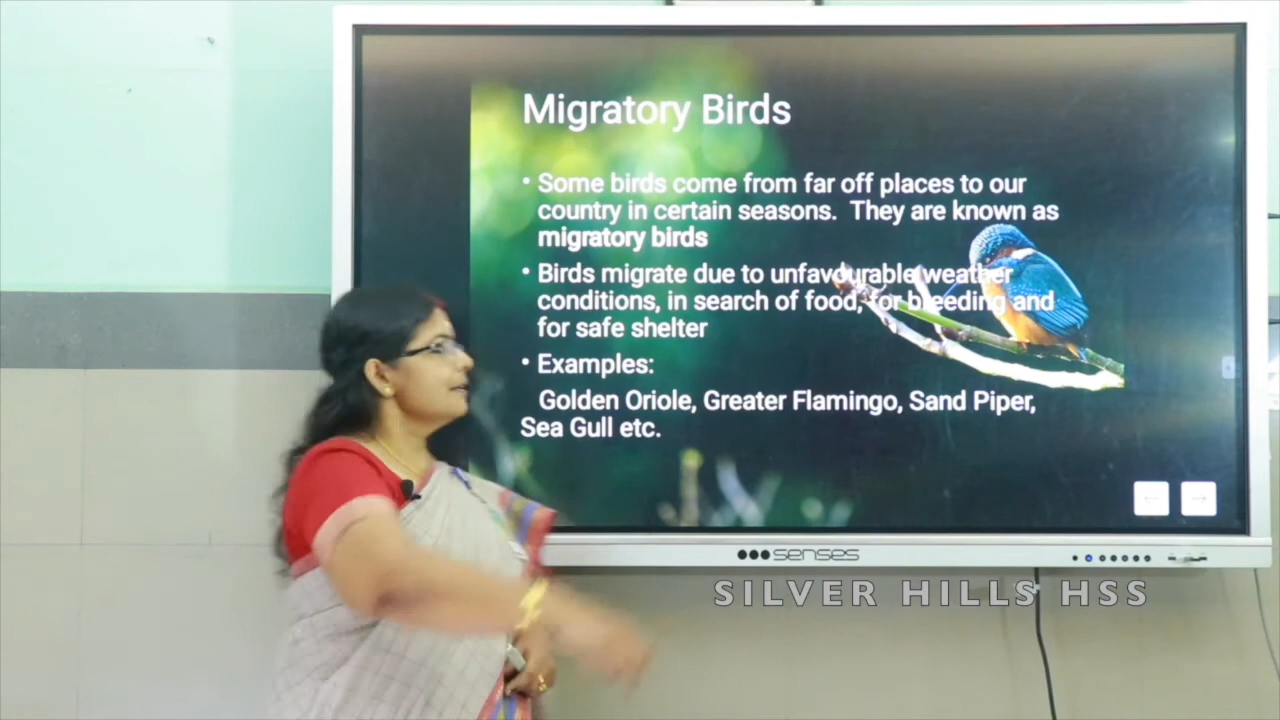 Migratory Birds
• Some birds come from far off places to our
country in certain seasons. They are known as
migratory birds
• Birds migrate due to unfavourable weather
conditions, in search of food, for breeding and
for safe shelter
• Examples:
Golden Oriole, Greater Flamingo, Sand Piper,
Sea Gull etc.
senses
SILVER HILLS HSS